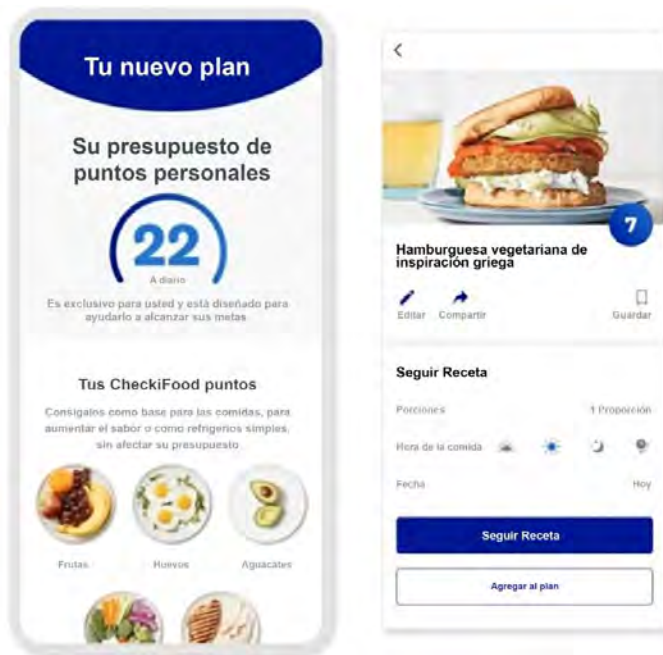 Tu nuevo plan
Su presupuesto de
puntos personales
22
A diario
Es exclusivo para usted y está diseñado para
ayudarlo a alcanzar sus metas
Tus CheckiFood puntos
Consígalos como base para las comidas, para
aumentar el sabor o como refrigerios simples,
sin afectar su presupuesto
Frutas
Huevos
Aguacates
7
Hamburguesa vegetariana de
inspiración griega
Editar
Compartir
Guardar
Seguir Receta
Porciones
1 Proporción
Hora de la comida
Fecha
Hoy
Seguir Receta
Agregar al plan